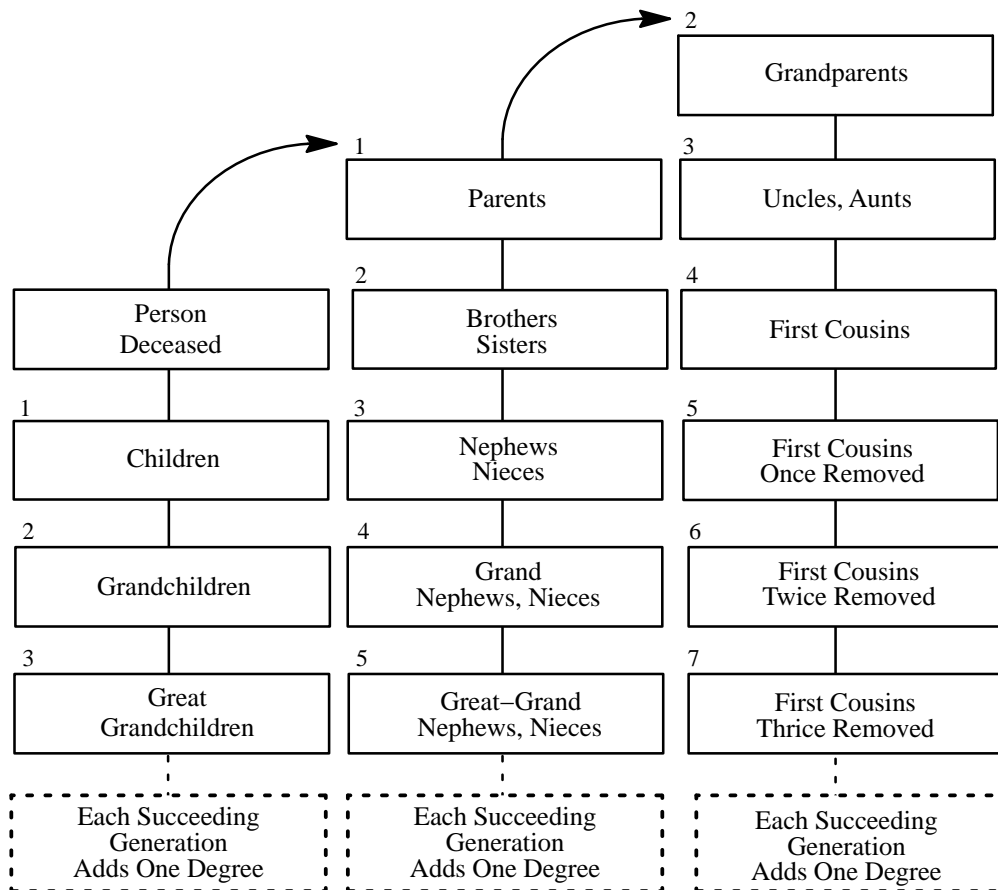 2
Grandparents
1
Parents
3
Uncles, Aunts
Person
Deceased
2
Brothers
Sisters
4
First Cousins
1
Children
3
Nephews
Nieces
5
First Cousins
Once Removed
2
Grandchildren
4
Grand
Nephews, Nieces
6
First Cousins
Twice Removed
3
Great
Grandchildren
5
Great–Grand
Nephews, Nieces
7
First Cousins
Thrice Removed
Each Succeeding
Generation
Adds One Degree
Each Succeeding
Generation
Adds One Degree
Each Succeeding
Generation
Adds One Degree